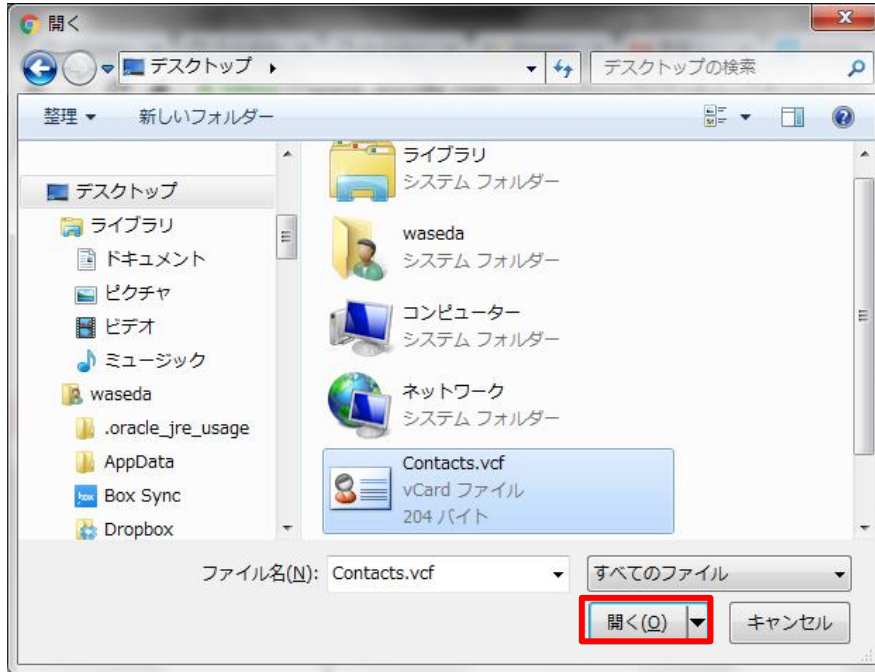 開く
デスクトップ
デスクトップの検索
整理
新しいフォルダー
デスクトップ
ライブラリ
ドキュメント
ピクチャ
ビデオ
ミュージック
waseda
.oracle_jre_usage
AppData
Box Sync
Dropbox
ライブラリ
システム フォルダー
waseda
システム フォルダー
コンピューター
システム フォルダー
ネットワーク
システム フォルダー
Contacts.vcf
vCard ファイル
204 バイト
ファイル名(N): Contacts.vcf
すべてのファイル
開く(O)
キャンセル